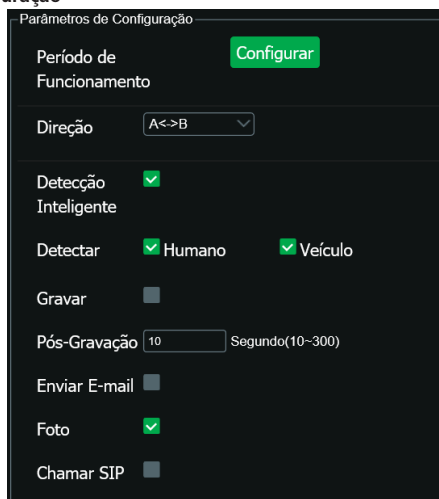 Parâmetros de Configuração
Período de Funcionamento
Configurar
Direção
A<->B
Detecção Inteligente
Detectar
Humano
Veículo
Gravar
Pós-Gravação
10
Segundo(10~300)
Enviar E-mail
Foto
Chamar SIP